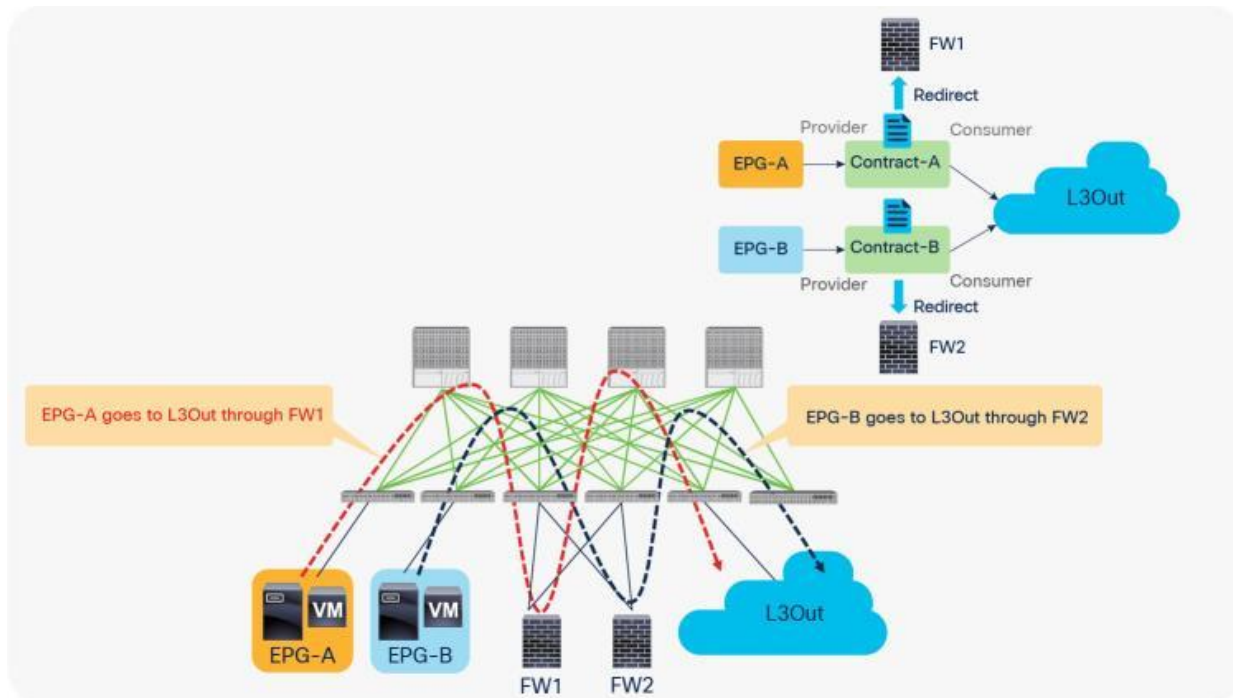 FW1
Redirect
Provider
Consumer
EPG-A
Contract-A
L3Out
EPG-B
Contract-B
Provider
Consumer
Redirect
FW2
EPG-A goes to L3Out through FW1
EPG-B goes to L3Out through FW2
VM
VM
EPG-A
EPG-B
FW1
FW2
L3Out